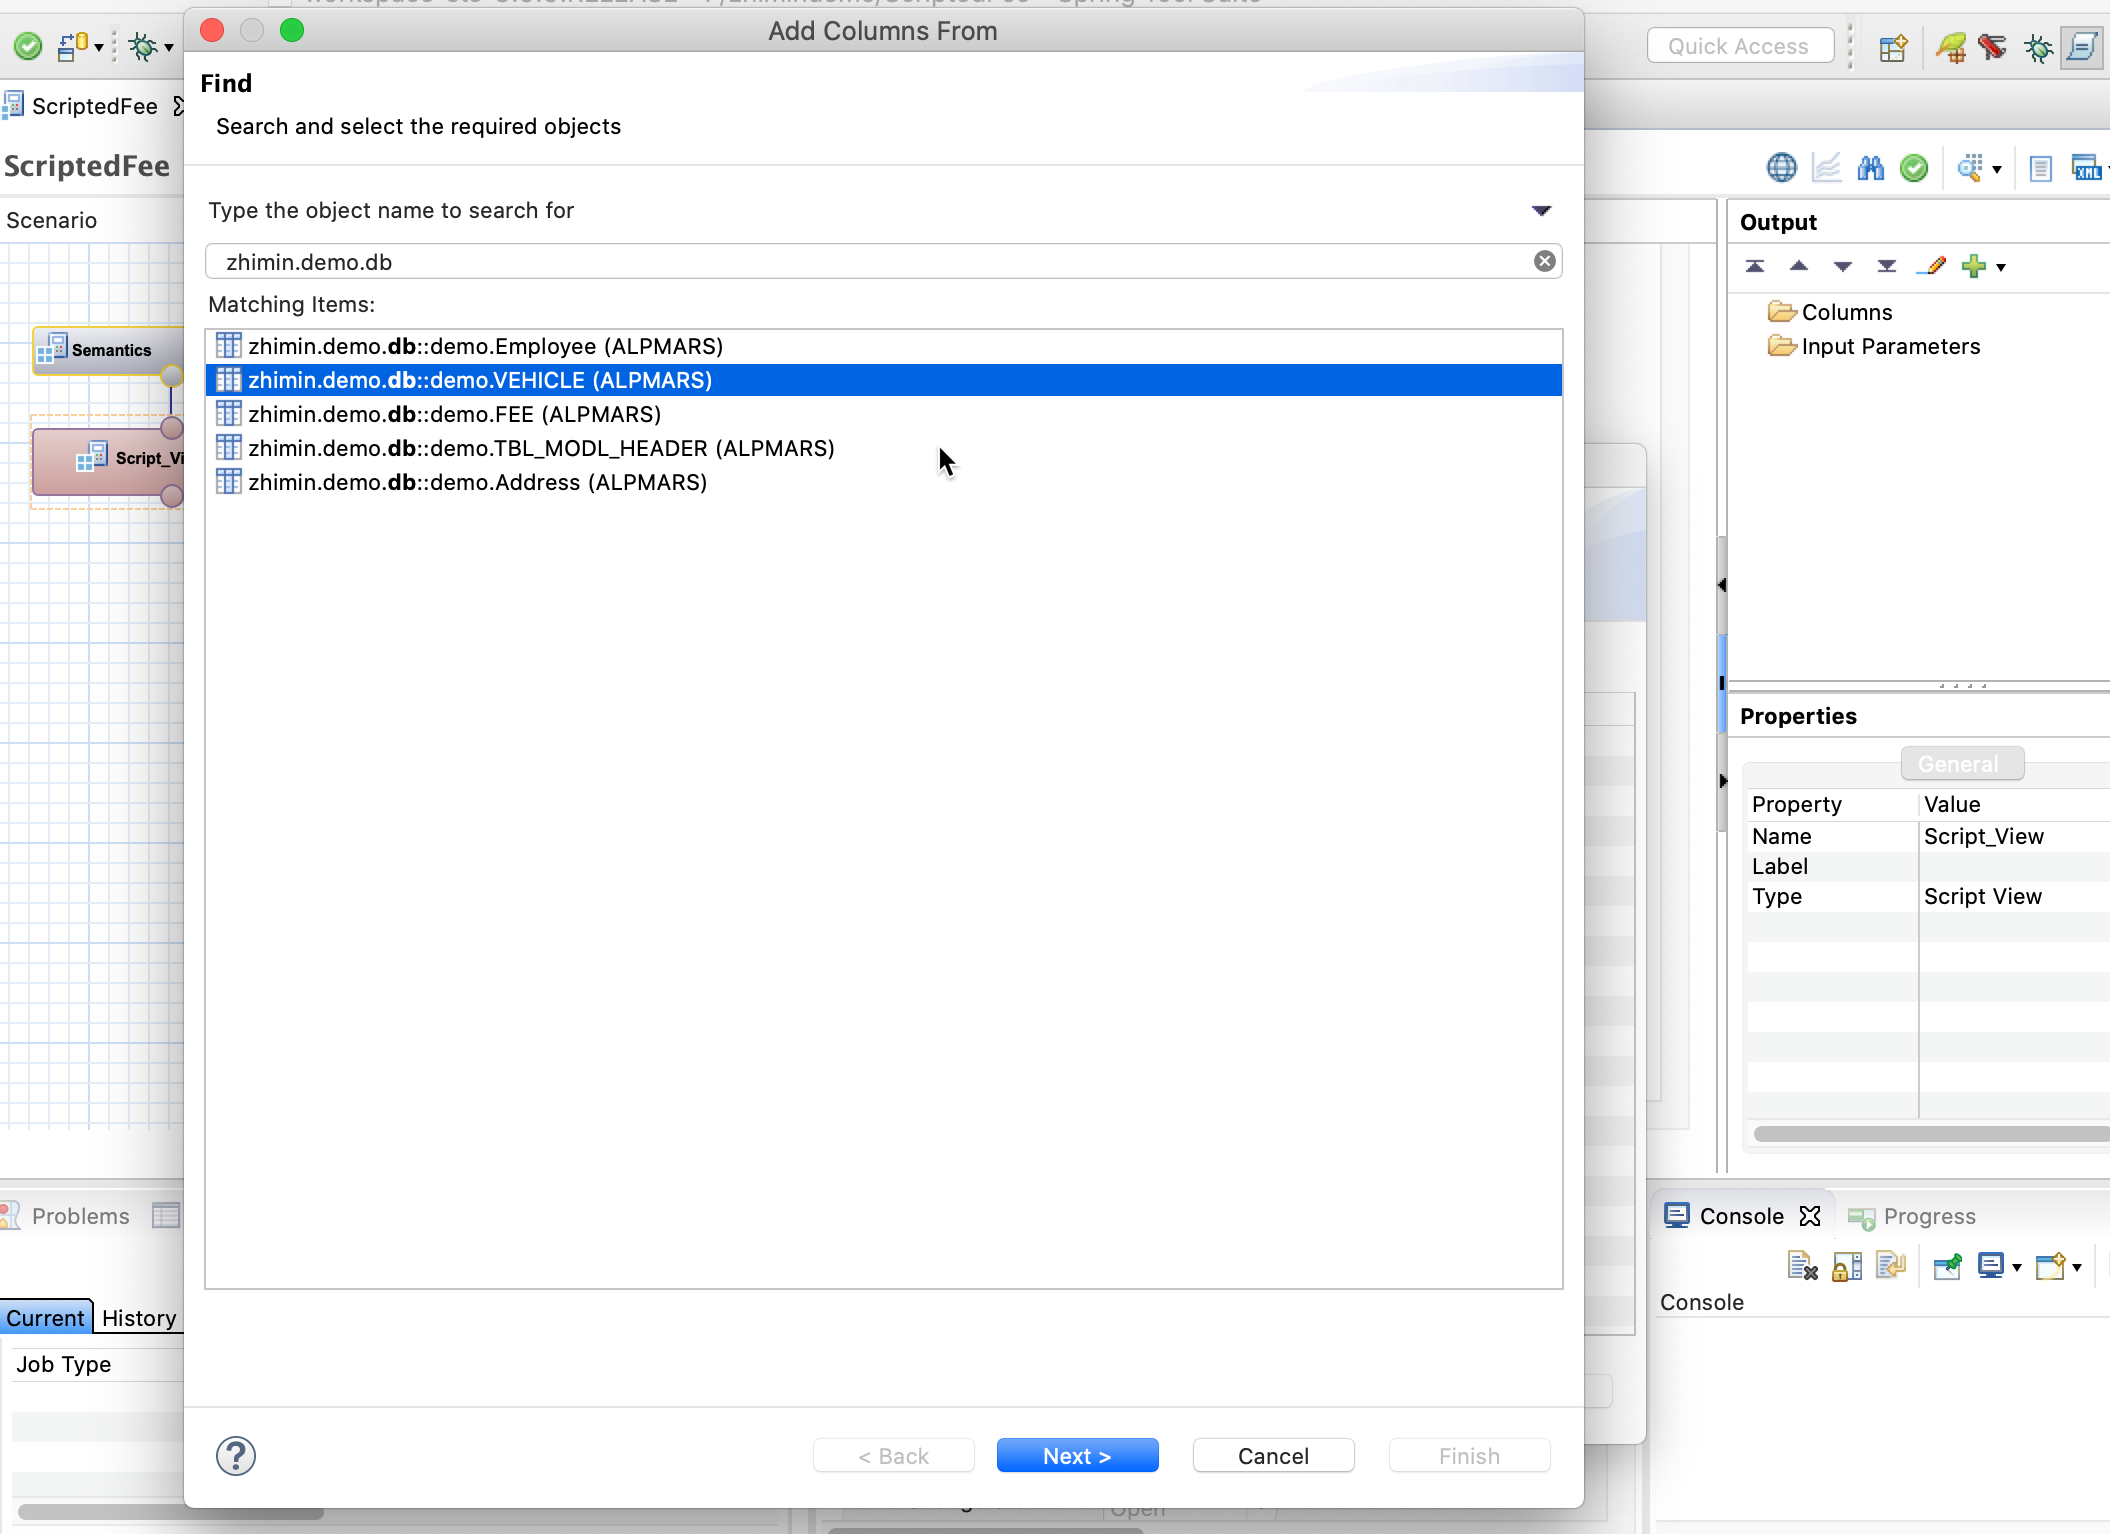 Add Columns From
Quick Access
ScriptedFee
Find
Search and select the required objects
ScriptedFee
Scenario
Type the object name to search for
zhimin.demo.db
Matching Items:
zhimin.demo.db::demo.Employee (ALPMARS)
zhimin.demo.db::demo.VEHICLE (ALPMARS)
zhimin.demo.db::demo.FEE (ALPMARS)
zhimin.demo.db::demo.TBL_MODL_HEADER (ALPMARS)
zhimin.demo.db::demo.Address (ALPMARS)
Semantics
Script_Vi
XML
Output
Columns
Input Parameters
Properties
General
Property Value
Name Script_View
Label
Type Script View
Problems
Console Progress
Console
Current History
Job Type
?
< Back Next > Cancel Finish
Open